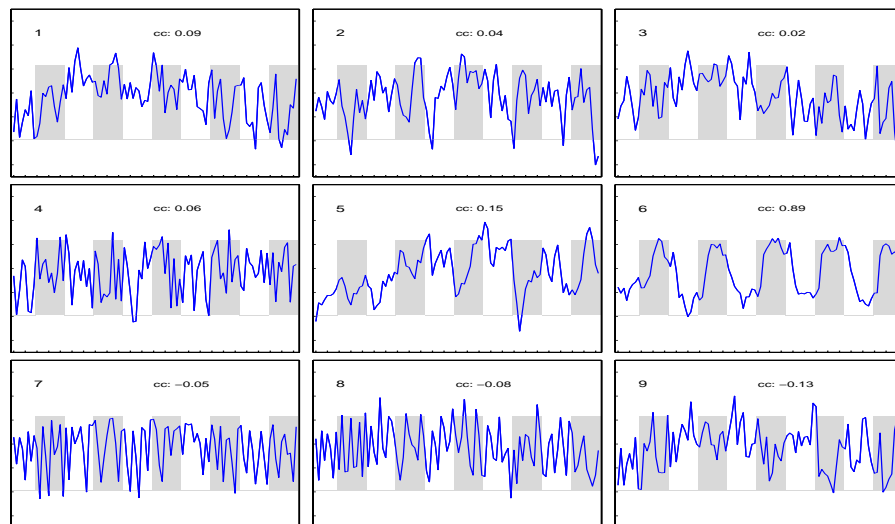 1 cc: 0.09
2 cc: 0.04
3 cc: 0.02
4 cc: 0.06
5 cc: 0.15
6 cc: 0.89
7 cc: −0.05
8 cc: −0.08
9 cc: −0.13